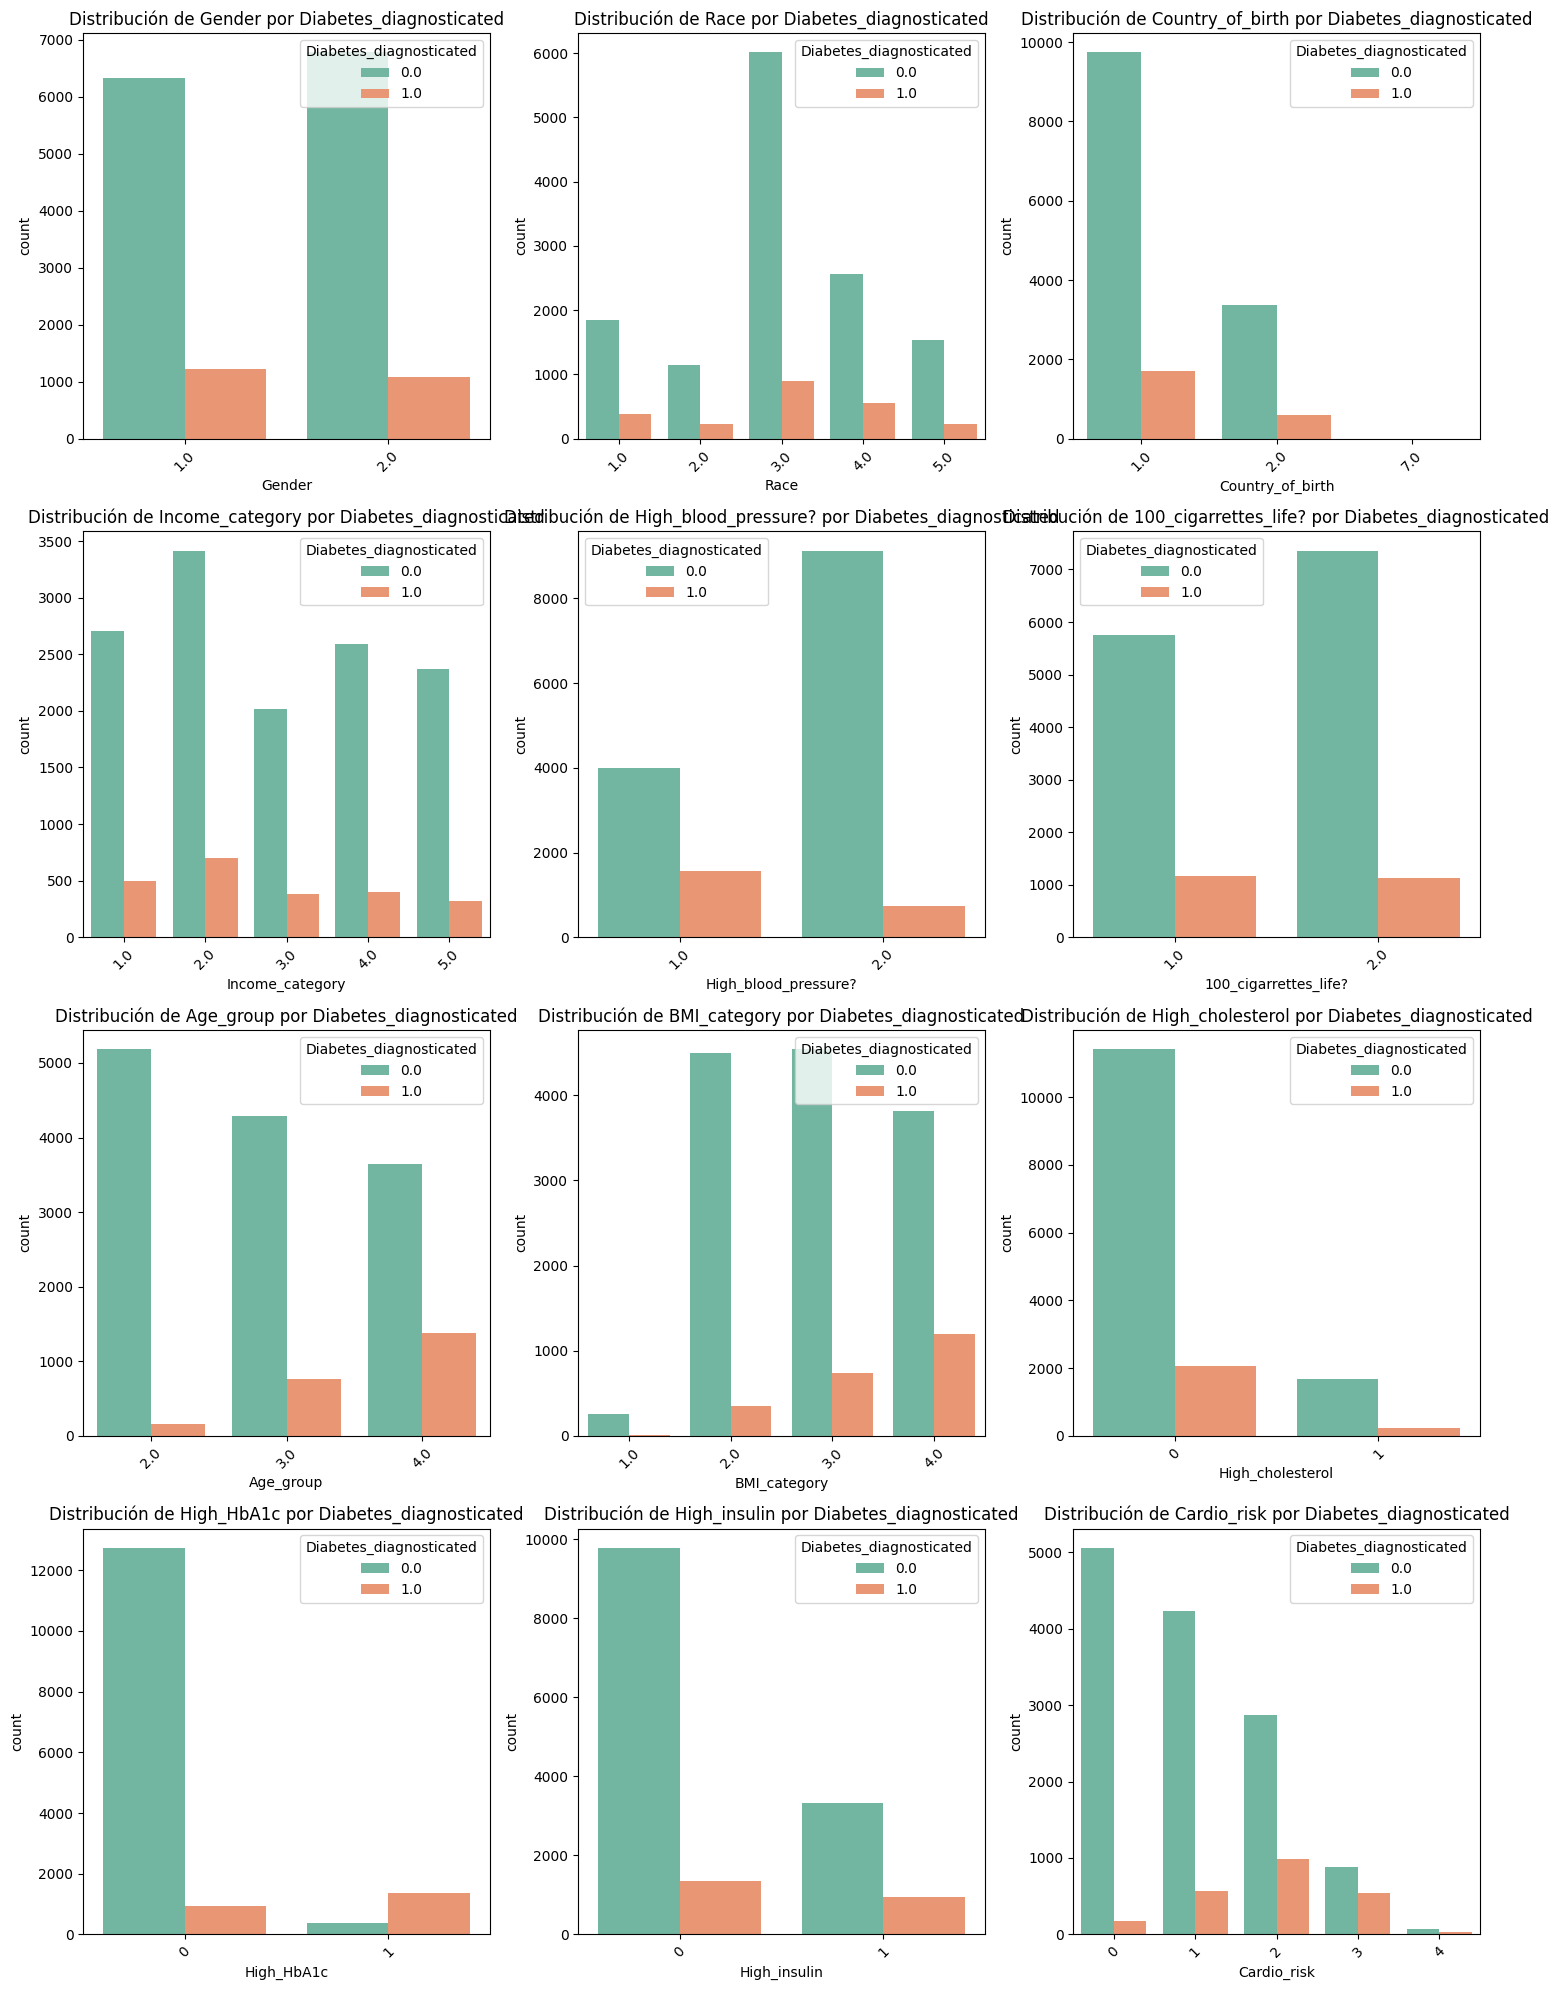 Distribución de Gender por Diabetes_diagnosticated
7000
6000
5000
4000
3000
2000
1000
0
count
1.0
2.0
Gender
Diabetes_diagnosticated
0.0
1.0
Distribución de Race por Diabetes_diagnosticated
6000
5000
4000
3000
2000
1000
0
count
1.0
2.0
3.0
4.0
5.0
Race
Diabetes_diagnosticated
0.0
1.0
Distribución de Country_of_birth por Diabetes_diagnosticated
10000
8000
6000
4000
2000
0
count
1.0
2.0
7.0
Country_of_birth
Diabetes_diagnosticated
0.0
1.0
Distribución de Income_category por Diabetes_diagnosticated
3500
3000
2500
2000
1500
1000
500
0
count
1.0
2.0
3.0
4.0
5.0
Income_category
Diabetes_diagnosticated
0.0
1.0
Distribución de High_blood_pressure? por Diabetes_diagnosticated
8000
6000
4000
2000
0
count
1.0
2.0
High_blood_pressure?
Diabetes_diagnosticated
0.0
1.0
Distribución de 100_cigarrettes_life? por Diabetes_diagnosticated
7000
6000
5000
4000
3000
2000
1000
0
count
1.0
2.0
100_cigarrettes_life?
Diabetes_diagnosticated
0.0
1.0
Distribución de Age_group por Diabetes_diagnosticated
5000
4000
3000
2000
1000
0
count
2.0
3.0
4.0
Age_group
Diabetes_diagnosticated
0.0
1.0
Distribución de BMI_category por Diabetes_diagnosticated
4000
3000
2000
1000
0
count
1.0
2.0
3.0
4.0
BMI_category
Diabetes_diagnosticated
0.0
1.0
Distribución de High_cholesterol por Diabetes_diagnosticated
10000
8000
6000
4000
2000
0
count
0
1
High_cholesterol
Diabetes_diagnosticated
0.0
1.0
Distribución de High_HbA1c por Diabetes_diagnosticated
12000
10000
8000
6000
4000
2000
0
count
0
1
High_HbA1c
Diabetes_diagnosticated
0.0
1.0
Distribución de High_insulin por Diabetes_diagnosticated
10000
8000
6000
4000
2000
0
count
0
1
High_insulin
Diabetes_diagnosticated
0.0
1.0
Distribución de Cardio_risk por Diabetes_diagnosticated
5000
4000
3000
2000
1000
0
count
0
1
2
3
4
Cardio_risk
Diabetes_diagnosticated
0.0
1.0